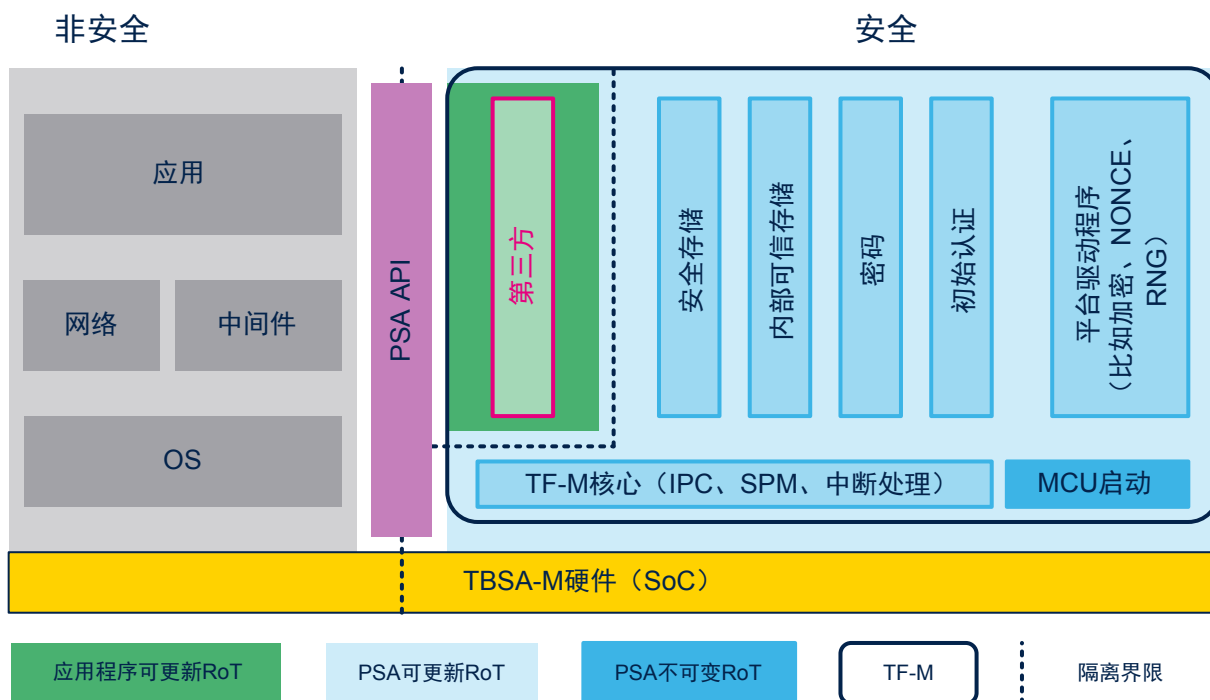 非安全
安全
应用
网络
中间件
OS
PSA API
第三方
安全存储
内部可信存储
密码
初始认证
平台驱动程序
（比如加密、NONCE、
RNG）
TF-M核心（IPC、SPM、中断处理）
MCU启动
TBSA-M硬件（SoC）
应用程序可更新RoT
PSA可更新RoT
PSA不可变RoT
TF-M
隔离界限